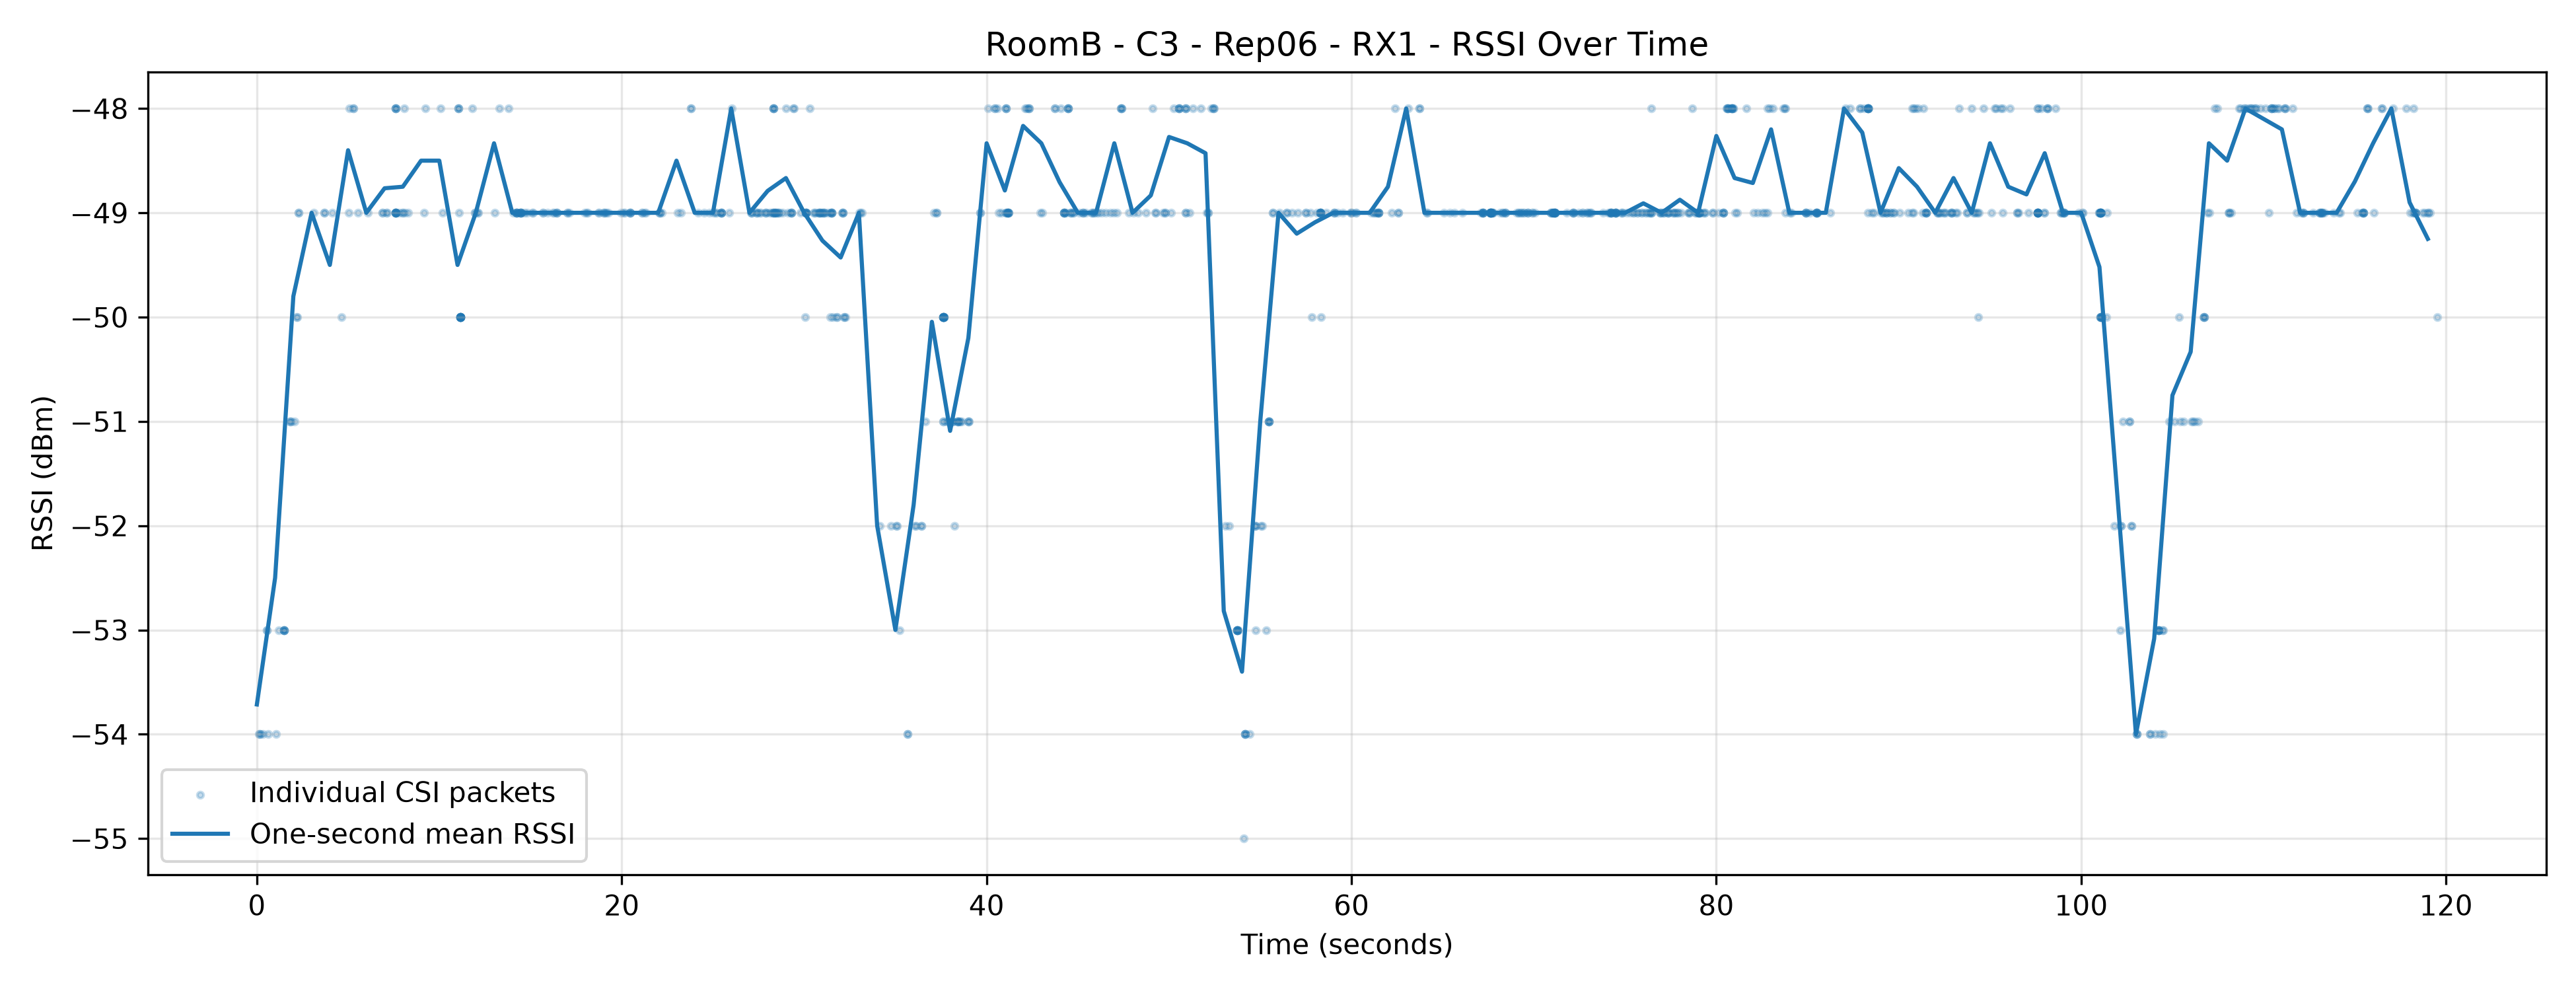 RoomB - C3 - Rep06 - RX1 - RSSI Over Time
RSSI (dBm)
−48
−49
−50
−51
−52
−53
−54
−55
Individual CSI packets
One-second mean RSSI
0 20 40 60 80 100 120
Time (seconds)